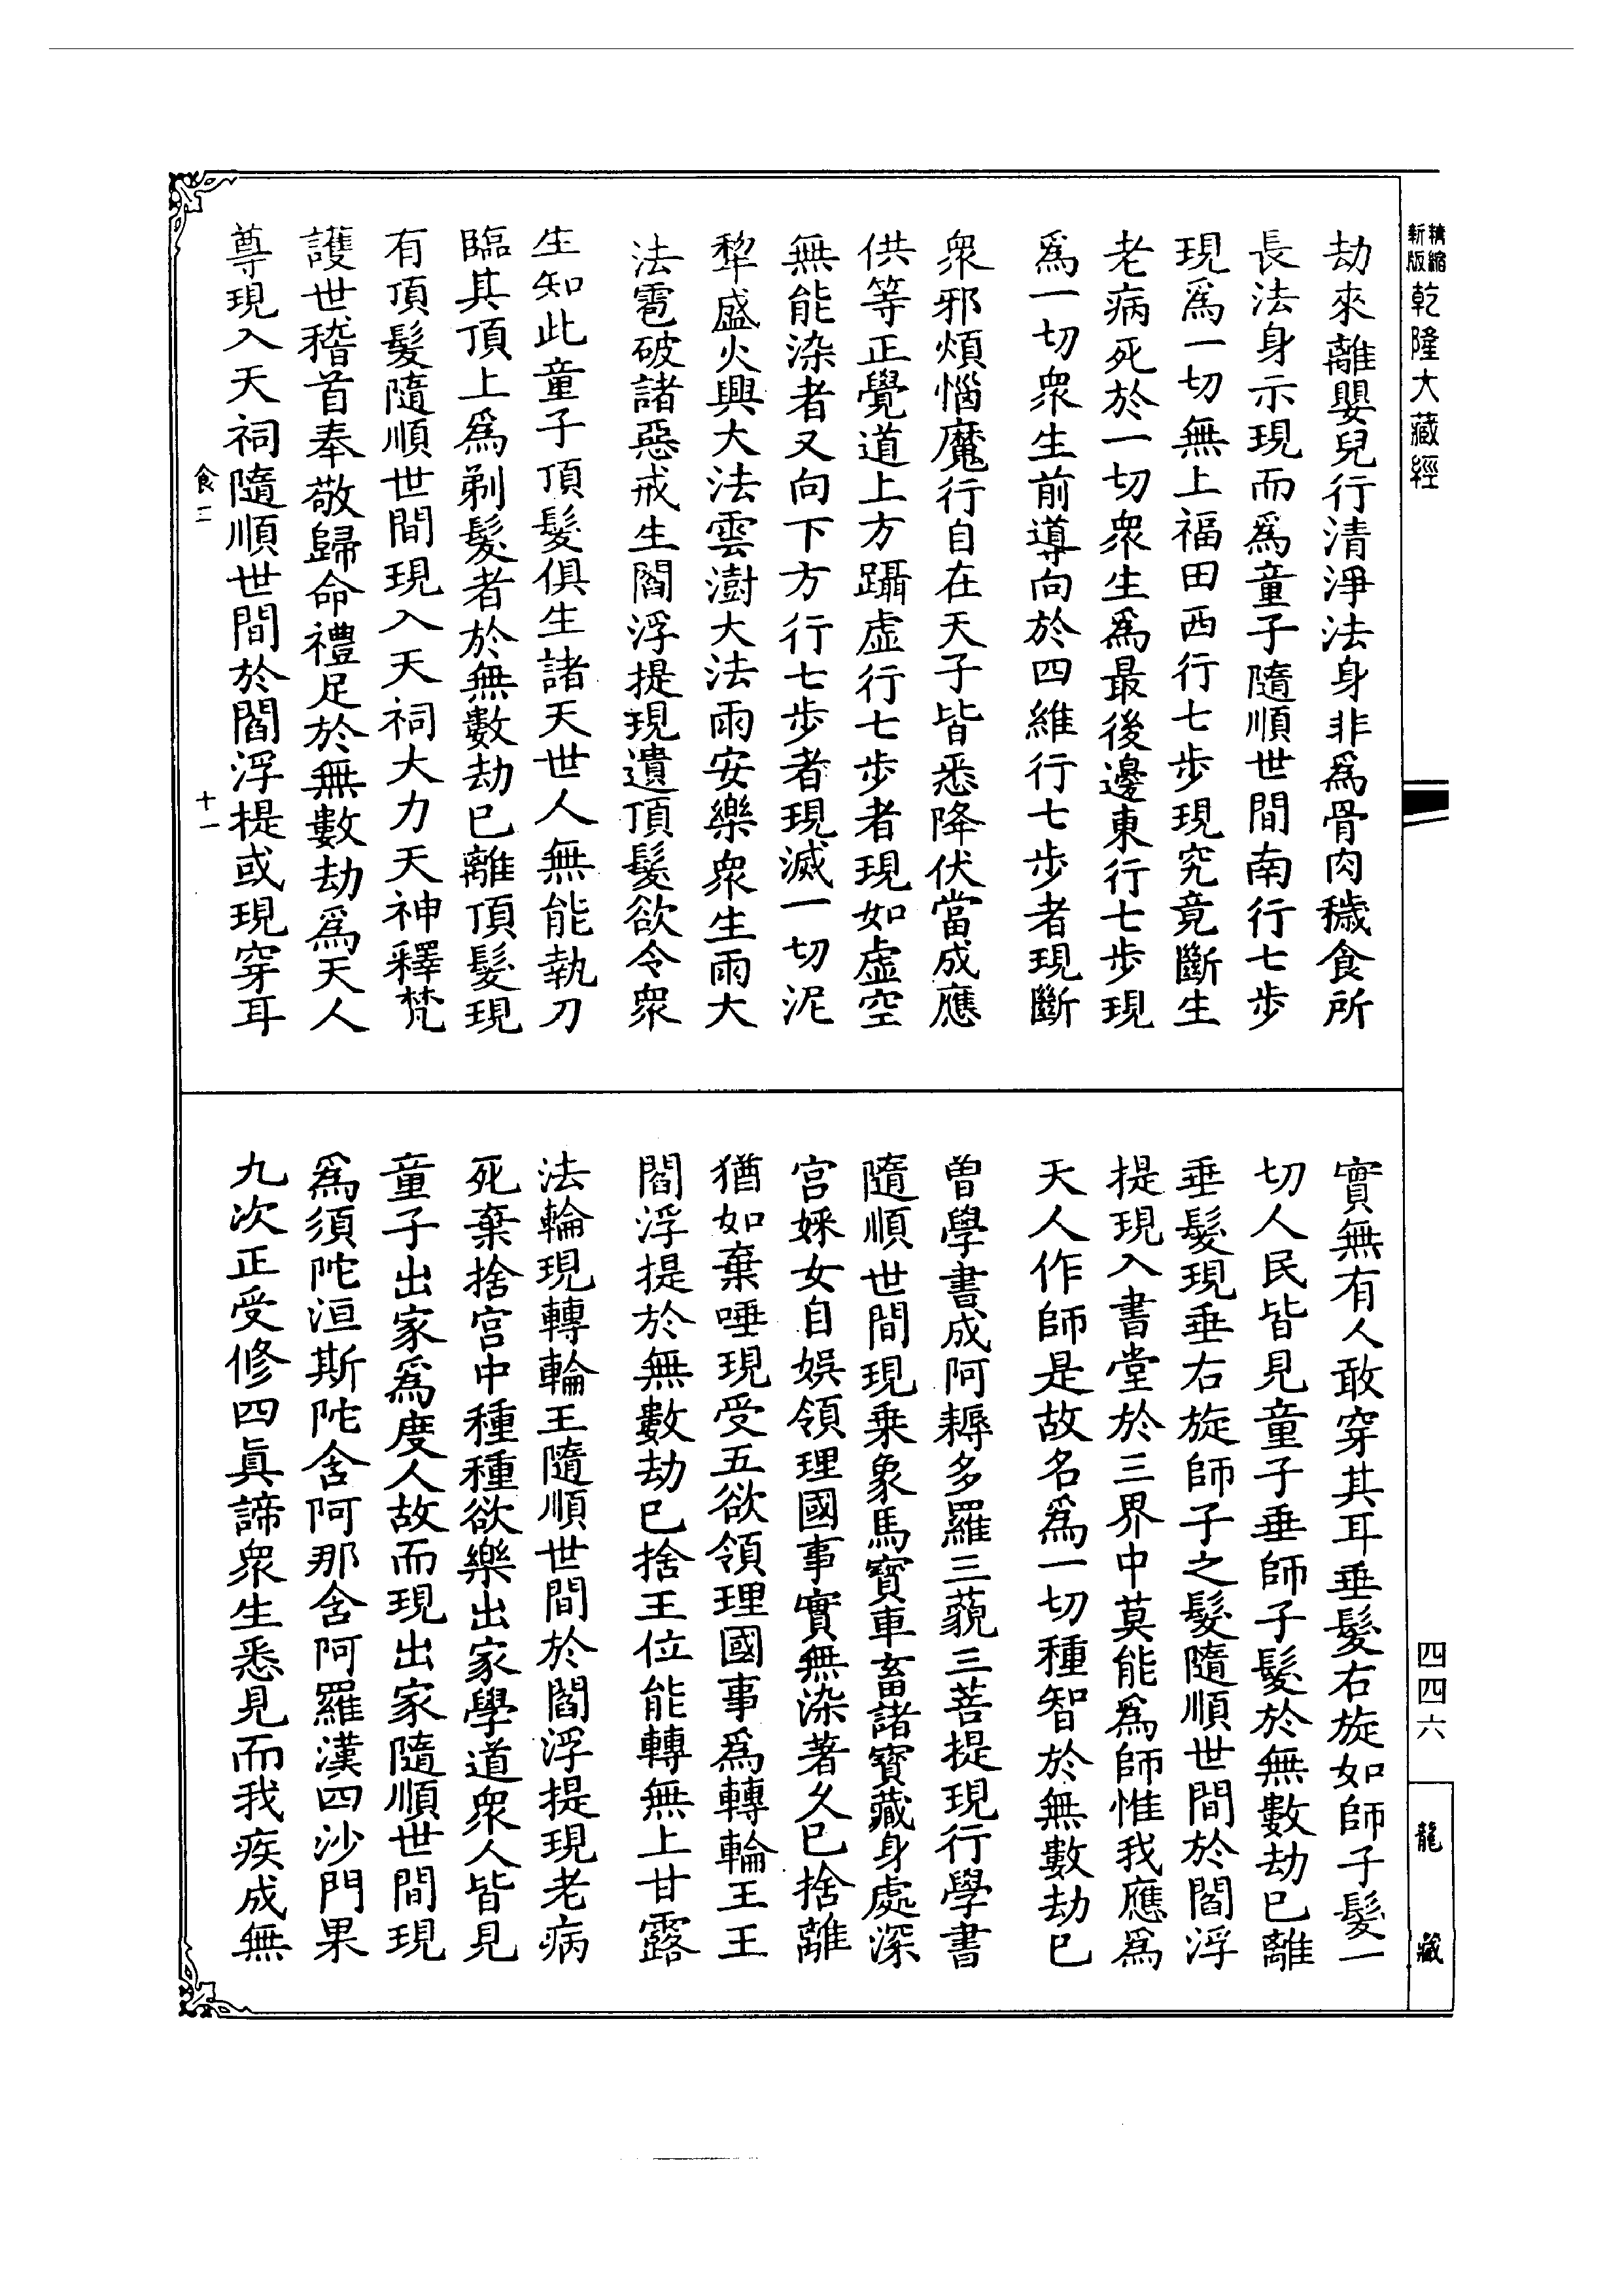 精縮新版乾隆大藏經
劫來離嬰兒行清淨法身非爲骨肉穢食所
長法身示現而爲童子隨順世間南行七步
現爲一切無上福田西行七步現究竟斷生
老病死於一切衆生爲最後邊東行七步現
爲一切衆生前導向於四維行七步者現斷
衆邪煩惱魔行自在天子皆悉降伏當成應
供等正覺道上方躡虛行七步者現如虛空
無能染者又向下方行七步者現滅一切泥
犂盛火興大法雲澍大法雨安樂衆生雨大
法雹破諸惡戒生閻浮提現遺頂髮欲令衆
生知此童子頂髮俱生諸天世人無能執刀
臨其頂上爲剃髮者於無數劫已離頂髮現
有頂髮隨順世間現入天祠大力天神釋梵
護世稽首奉敬歸命禮足於無數劫爲天人
尊現入天祠隨順世間於閻浮提或現穿耳
食三 十一
實無有人敢穿其耳垂髮右旋如師子髮一
切人民皆見童子垂師子髮於無數劫已離
垂髮現垂右旋師子之髮隨順世間於閻浮
提現入書堂於三界中莫能爲師惟我應爲
天人作師是故名爲一切種智於無數劫已
曾學書成阿耨多羅三藐三菩提現行學書
隨順世間現乘象馬寶車畜諸寶藏身處深
宮婇女自娛領理國事實無染著久已捨離
猶如棄唾現受五欲領理國事爲轉輪王王
閻浮提於無數劫已捨王位能轉無上甘露
法輪現轉輪王隨順世間於閻浮提現老病
死棄捨宮中種種欲樂出家學道衆人皆見
童子出家爲度人故而現出家隨順世間現
爲須陀洹斯陀含阿那含阿羅漢四沙門果
九次正受修四眞諦衆生悉見而我疾成無
四四六
龍藏